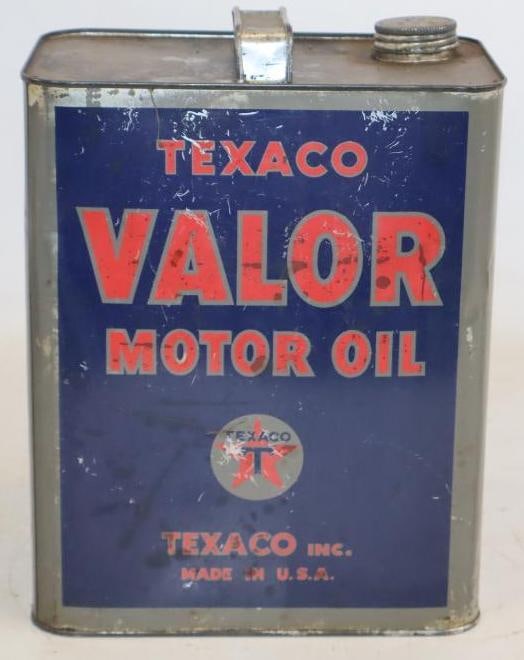 TEXACO
VALOR
MOTOR OIL
TEXACO
T
TEXACO INC.
MADE IN U.S.A.